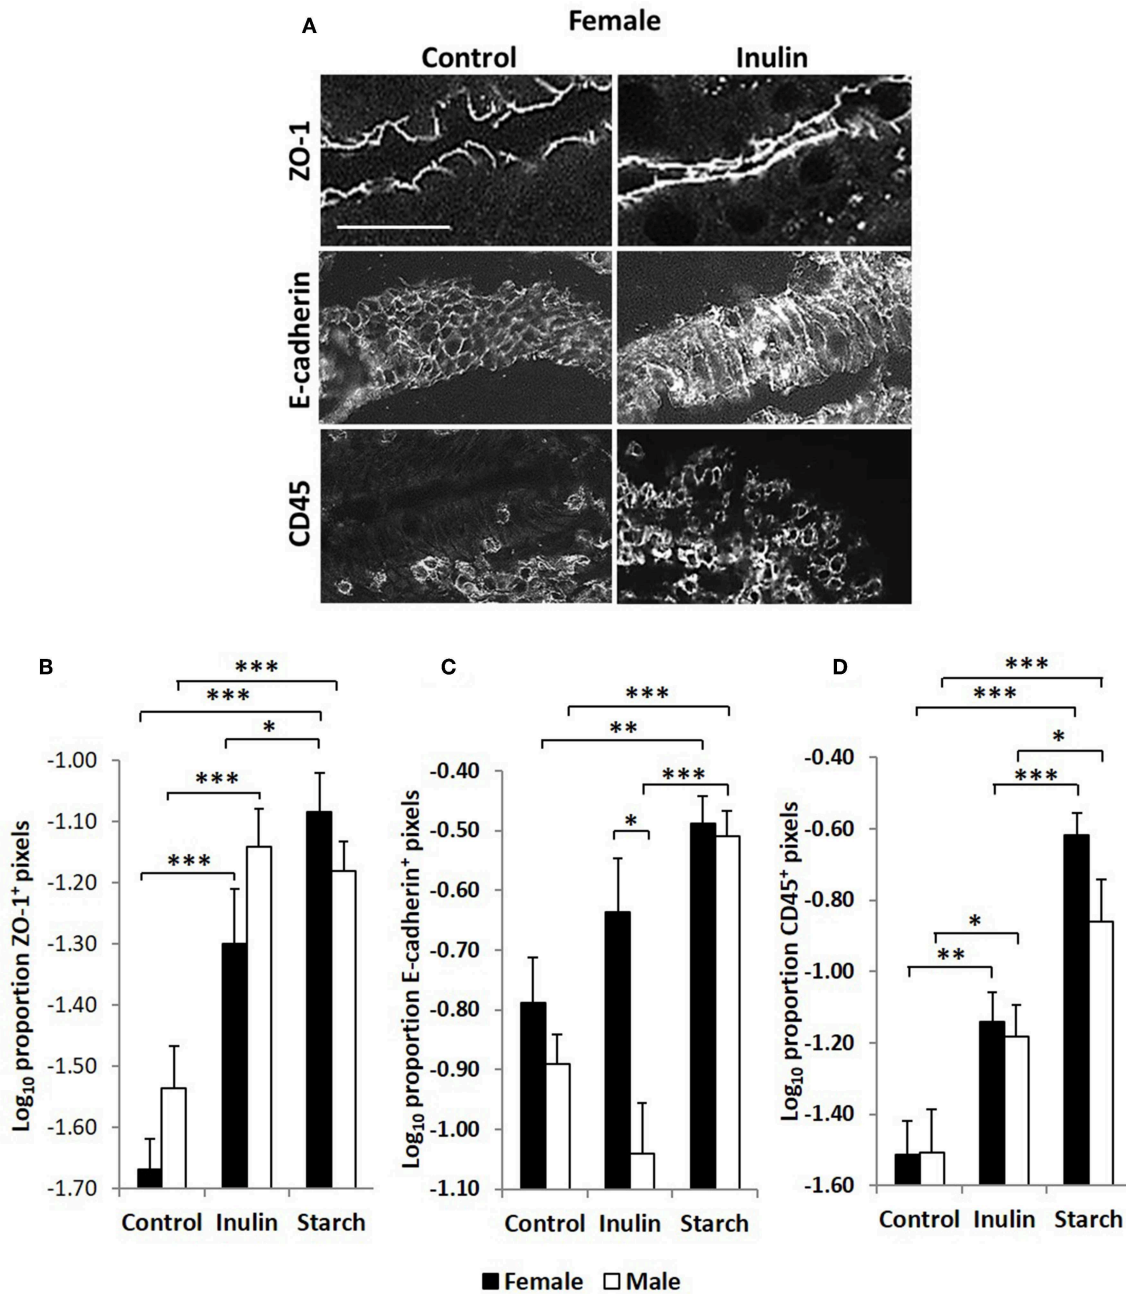 A
Female
Control Inulin
ZO-1
E-cadherin
CD45
B
***
***
*
***
***
Log₁₀ proportion ZO-1⁺ pixels
-1.00
-1.10
-1.20
-1.30
-1.40
-1.50
-1.60
-1.70
Control Inulin Starch
C
***
**
***
*
Log₁₀ proportion E-cadherin⁺ pixels
-0.40
-0.50
-0.60
-0.70
-0.80
-0.90
-1.00
-1.10
Control Inulin Starch
D
***
***
*
***
*
**
Log₁₀ proportion CD45⁺ pixels
-0.40
-0.60
-0.80
-1.00
-1.20
-1.40
-1.60
Control Inulin Starch
Female Male